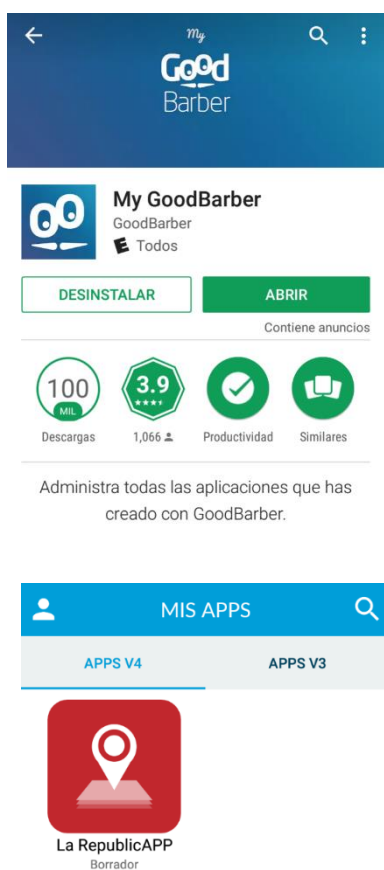 My
Good
Barber
My GoodBarber
GoodBarber
E Todos
DESINSTALAR
ABRIR
Contiene anuncios
100
MIL
3.9
Descargas
1,066
Productividad
Similares
Administra todas las aplicaciones que has
creado con GoodBarber.
MIS APPS
APPS V4
APPS V3
La RepublicAPP
Borrador